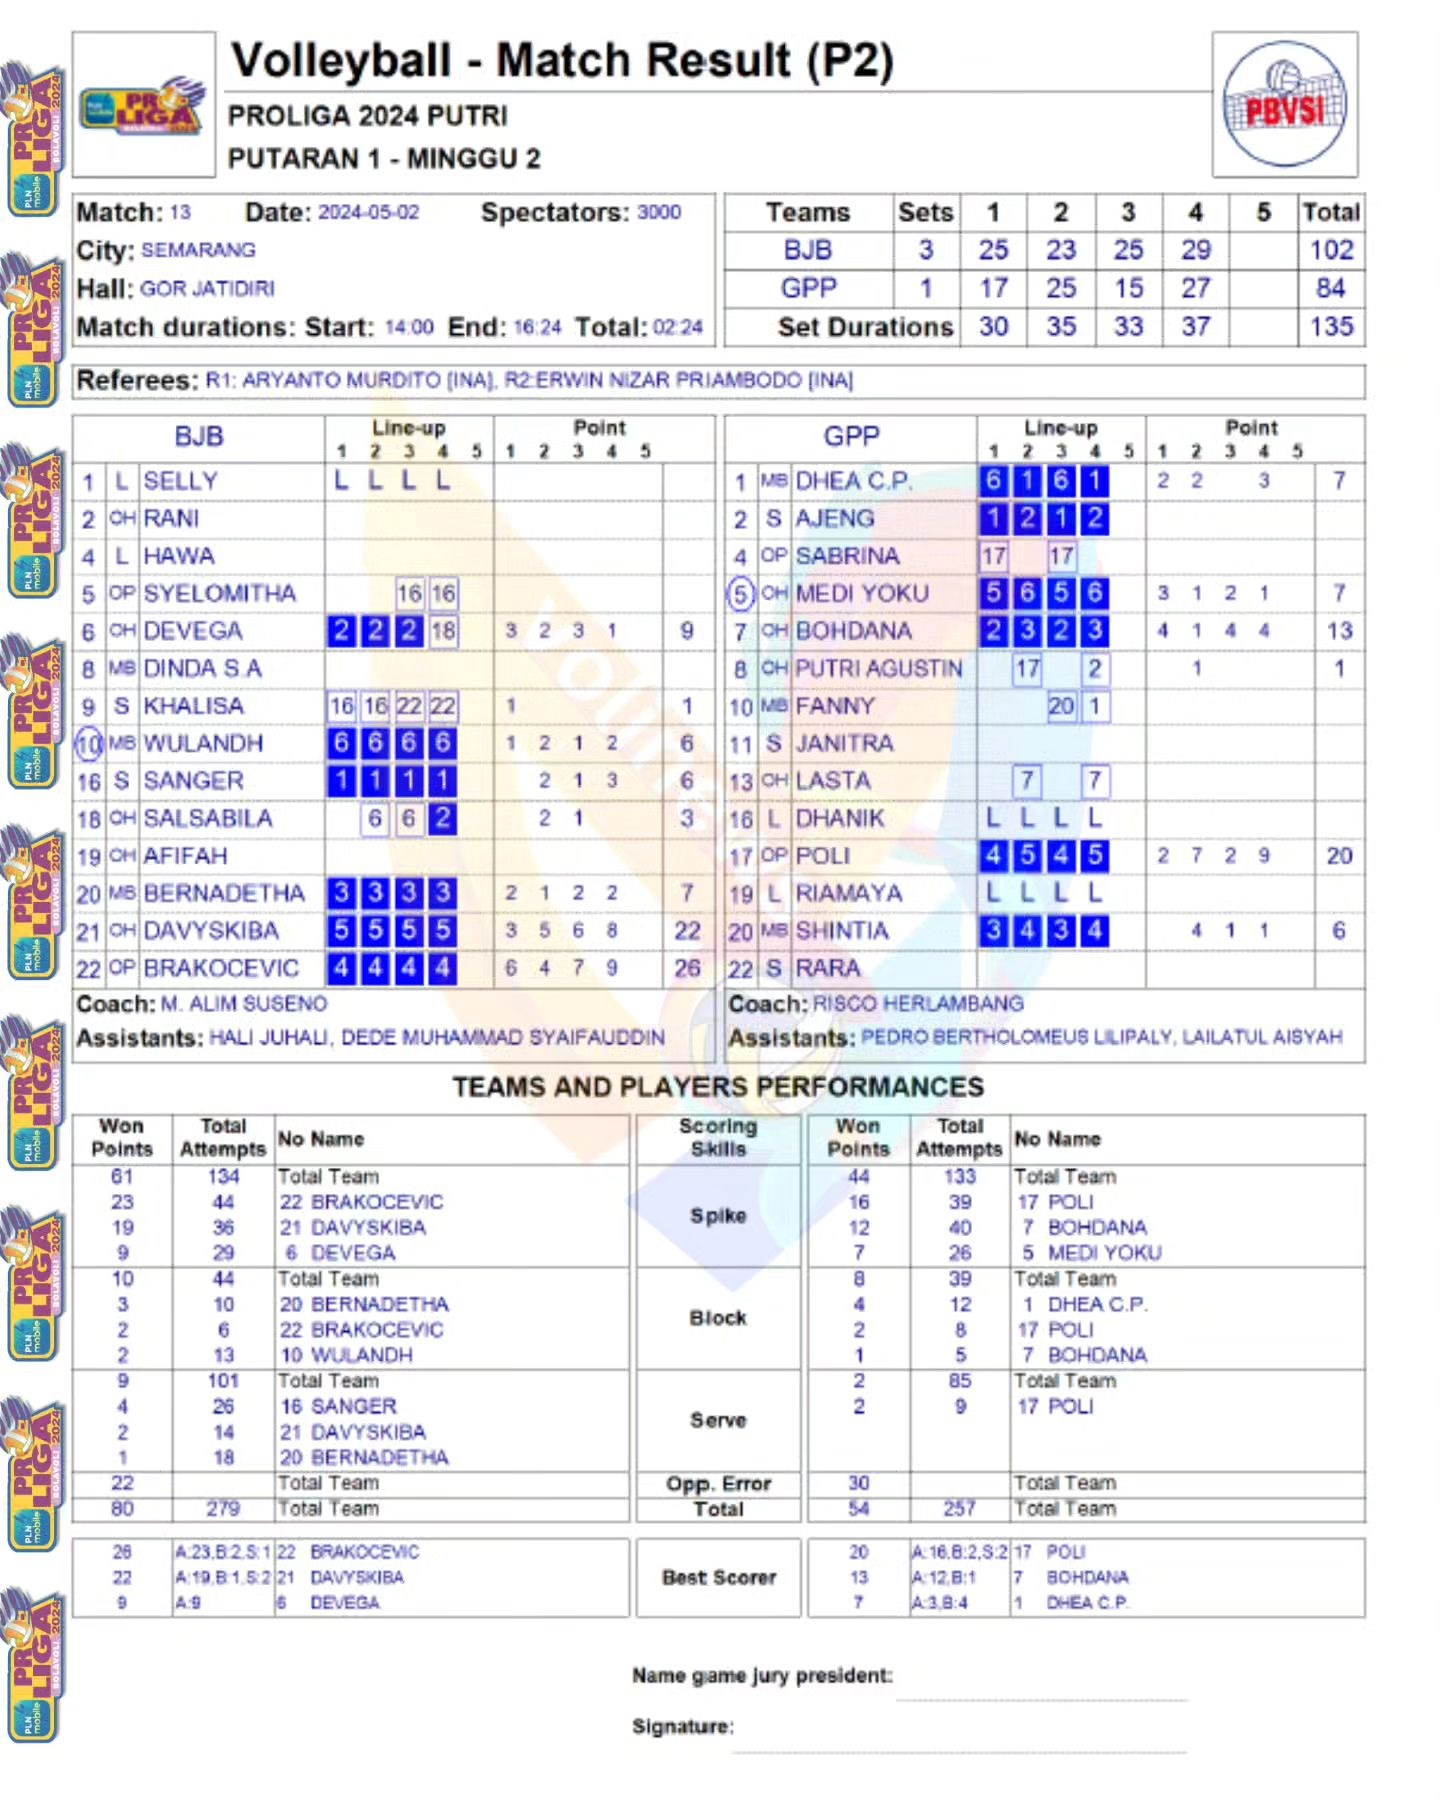 Volleyball - Match Result (P2)
PROLIGA 2024 PUTRI
PUTARAN 1 - MINGGU 2
PBVSI
Match: 13 Date: 2024-05-02 Spectators: 3000
City: SEMARANG
Hall: GOR JATIDIRI
Match durations: Start: 14:00 End: 16:24 Total: 02:24
Teams Sets 1 2 3 4 5 Total
BJB 3 25 23 25 29 102
GPP 1 17 25 15 27 84
Set Durations 30 35 33 37 135
Referees: R1: ARYANTO MURDITO [INA], R2:ERWIN NIZAR PRIAMBODO [INA]
BJB Line-up Point
1 2 3 4 5 1 2 3 4 5
1 L SELLY L L L L
2 OH RANI
4 L HAWA
5 OP SYELOMITHA 16 16
6 OH DEVEGA 2 2 2 18 3 2 3 1 9
8 MB DINDA S.A
9 S KHALISA 16 16 22 22 1 1
10 MB WULANDH 6 6 6 6 1 2 1 2 6
16 S SANGER 1 1 1 1 2 1 3 6
18 OH SALSABILA 6 6 2 2 1 3
19 OH AFIFAH
20 MB BERNADETHA 3 3 3 3 2 1 2 2 7
21 OH DAVYSKIBA 5 5 5 5 3 5 6 8 22
22 OP BRAKOCEVIC 4 4 4 4 6 4 7 9 26
Coach: M. ALIM SUSENO
Assistants: HALI JUHALI, DEDE MUHAMMAD SYAIFAUDDIN
GPP Line-up Point
1 2 3 4 5 1 2 3 4 5
1 MB DHEA C.P. 6 1 6 1 2 2 3 7
2 S AJENG 1 2 1 2
4 OP SABRINA 17 17
5 OH MEDI YOKU 5 6 5 6 3 1 2 1 7
7 OH BOHDANA 2 3 2 3 4 1 4 4 13
8 OH PUTRI AGUSTIN 17 2 1 1
10 MB FANNY 20 1
11 S JANITRA
13 OH LASTA 7 7
16 L DHANIK L L L L
17 OP POLI 4 5 4 5 2 7 2 9 20
19 L RIAMAYA L L L L
20 MB SHINTIA 3 4 3 4 4 1 1 6
22 S RARA
Coach: RISCO HERLAMBANG
Assistants: PEDRO BERTHOLOMEUS LILIPALY, LAILATUL AISYAH
TEAMS AND PLAYERS PERFORMANCES
Won Points Total Attempts No Name Scoring Skills Won Points Total Attempts No Name
61 134 Total Team Spike 44 133 Total Team
23 44 22 BRAKOCEVIC 16 39 17 POLI
19 36 21 DAVYSKIBA 12 40 7 BOHDANA
9 29 6 DEVEGA 7 26 5 MEDI YOKU
10 44 Total Team Block 8 39 Total Team
3 10 20 BERNADETHA 4 12 1 DHEA C.P.
2 6 22 BRAKOCEVIC 2 8 17 POLI
2 13 10 WULANDH 1 5 7 BOHDANA
9 101 Total Team Serve 2 85 Total Team
4 26 16 SANGER 2 9 17 POLI
2 14 21 DAVYSKIBA
1 18 20 BERNADETHA
22 Total Team Opp. Error 30 Total Team
80 279 Total Team Total 54 257 Total Team
26 A:23,B:2,S:1 22 BRAKOCEVIC Best Scorer 20 A:16,B:2,S:2 17 POLI
22 A:19,B:1,S:2 21 DAVYSKIBA 13 A:12,B:1 7 BOHDANA
9 A:9 6 DEVEGA 7 A:3,B:4 1 DHEA C.P.
Name game jury president:
Signature:
PROLIGA
BOLAVOLI 2024
PLN mobile